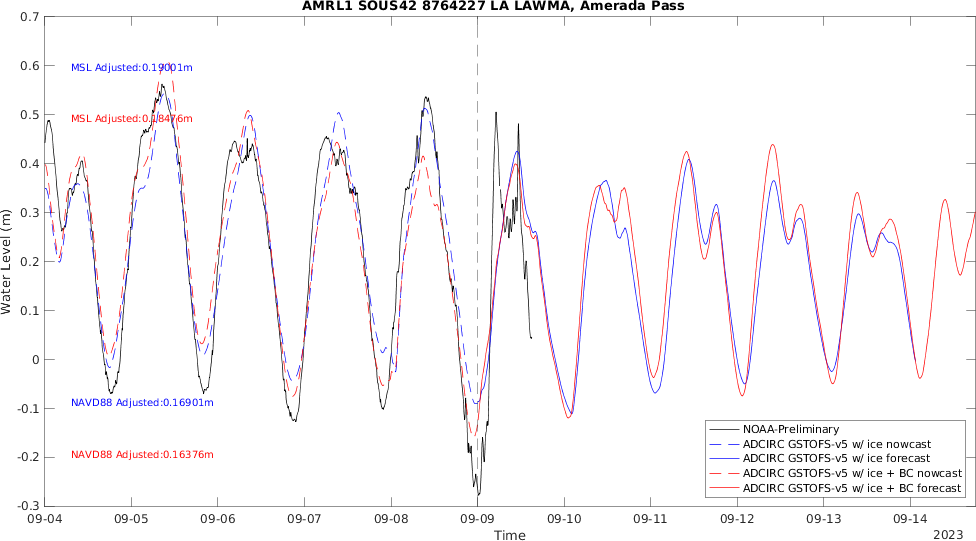 AMRL1 SOUS42 8764227 LA LAWMA, Amerada Pass
0.7
0.6
0.5
0.4
0.3
0.2
0.1
0
-0.1
-0.2
-0.3
Water Level (m)
MSL Adjusted:0.19001m
MSL Adjusted:0.18476m
NAVD88 Adjusted:0.16901m
NAVD88 Adjusted:0.16376m
NOAA-Preliminary
ADCIRC GSTOFS-v5 w/ ice nowcast
ADCIRC GSTOFS-v5 w/ ice forecast
ADCIRC GSTOFS-v5 w/ ice + BC nowcast
ADCIRC GSTOFS-v5 w/ ice + BC forecast
09-04 09-05 09-06 09-07 09-08 09-09 09-10 09-11 09-12 09-13 09-14
Time
2023